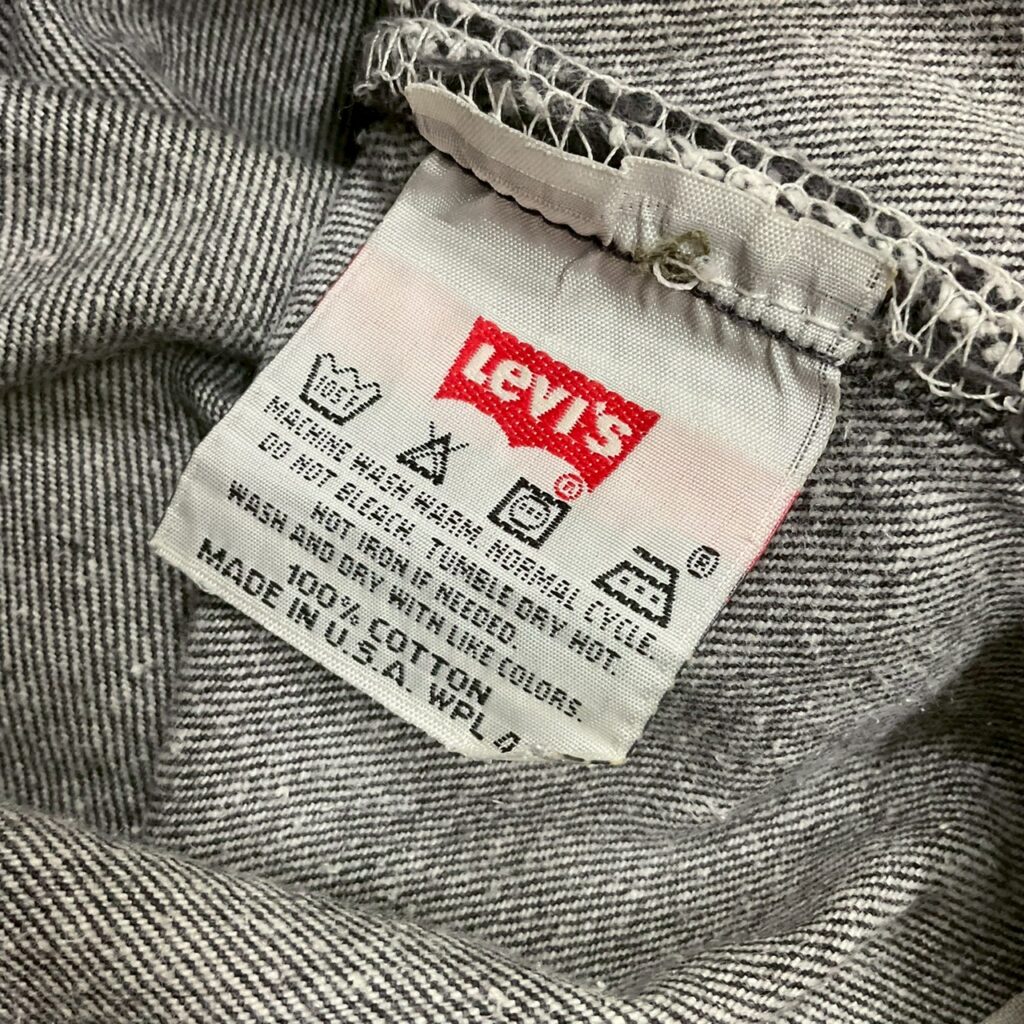 Levi's®
®
MACHINE WASH WARM, NORMAL CYCLE.
DO NOT BLEACH. TUMBLE DRY HOT.
HOT IRON IF NEEDED.
WASH AND DRY WITH LIKE COLORS.
100% COTTON
MADE IN U.S.A. WPL